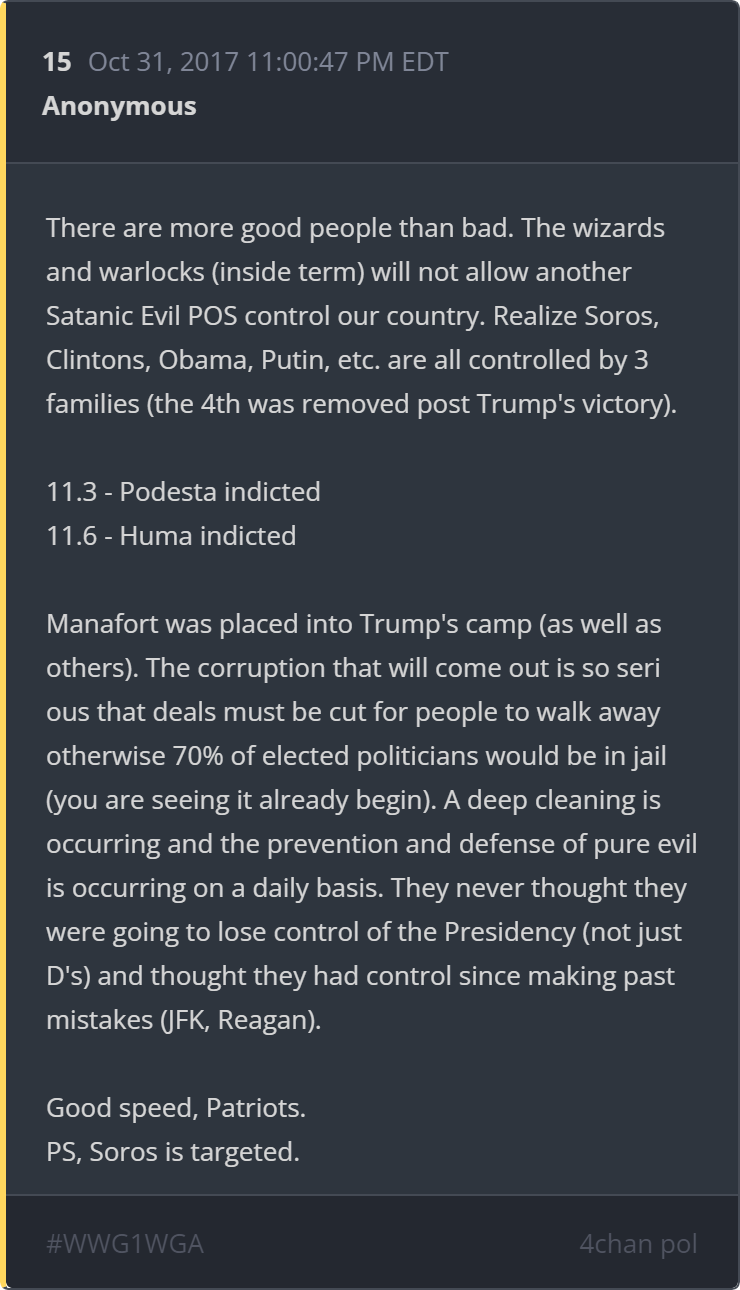 15 Oct 31, 2017 11:00:47 PM EDT
Anonymous
There are more good people than bad. The wizards
and warlocks (inside term) will not allow another
Satanic Evil POS control our country. Realize Soros,
Clintons, Obama, Putin, etc. are all controlled by 3
families (the 4th was removed post Trump's victory).
11.3 - Podesta indicted
11.6 - Huma indicted
Manafort was placed into Trump's camp (as well as
others). The corruption that will come out is so seri
ous that deals must be cut for people to walk away
otherwise 70% of elected politicians would be in jail
(you are seeing it already begin). A deep cleaning is
occurring and the prevention and defense of pure evil
is occurring on a daily basis. They never thought they
were going to lose control of the Presidency (not just
D's) and thought they had control since making past
mistakes (JFK, Reagan).
Good speed, Patriots.
PS, Soros is targeted.
#WWG1WGA 4chan pol